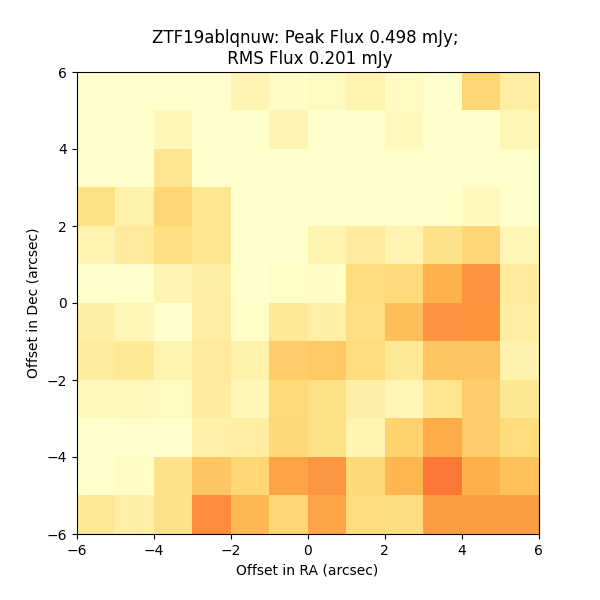 ZTF19ablqnuw: Peak Flux 0.498 mJy;
RMS Flux 0.201 mJy
6
4
2
0
−2
−4
−6
Offset in Dec (arcsec)
−6 −4 −2 0 2 4 6
Offset in RA (arcsec)